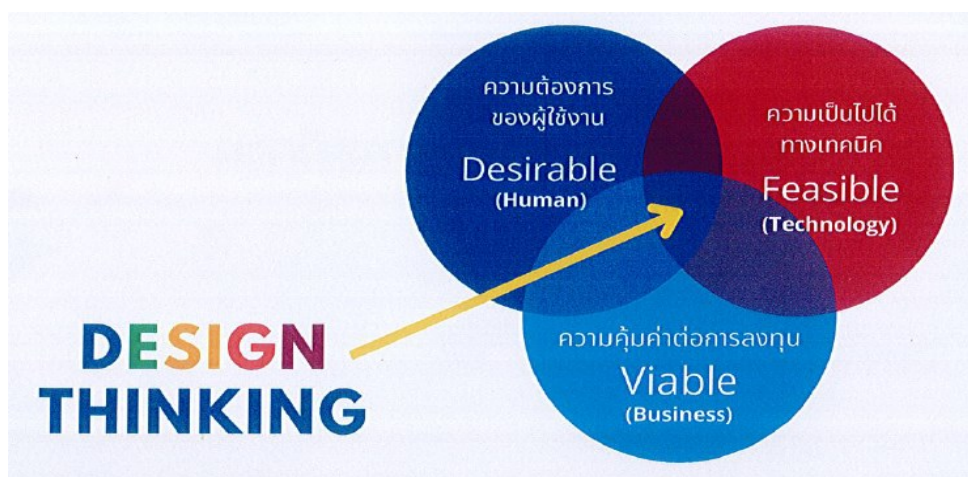 ความต้องการ
ของผู้ใช้งาน
Desirable
(Human)
ความเป็นไปได้
ทางเทคนิค
Feasible
(Technology)
ความคุ้มค่าต่อการลงทุน
Viable
(Business)
DESIGN
THINKING